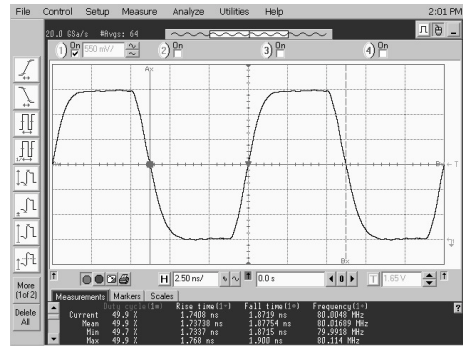 File Control Setup Measure Analyze Utilities Help 2:01 PM
20.0 GSa/s #Avgs: 64
1 On 550 mV/ 2 On 3 On 4 On
Ax
T
Bx
More
(1of 2)
Delete
All
H 2.50 ns/ 0.0 s 0 T 1.65 V
Measurements Markers Scales
Duty cycle(1=) Rise time(1=) Fall time(1=) Frequency(1=) ?
Current 49.9 % 1.7408 ns 1.8719 ns 80.0048 MHz
Mean 49.9 % 1.73738 ns 1.87754 ns 80.01689 MHz
Min 49.7 % 1.7337 ns 1.8715 ns 79.9918 MHz
Max 49.9 % 1.768 ns 1.900 ns 80.114 MHz